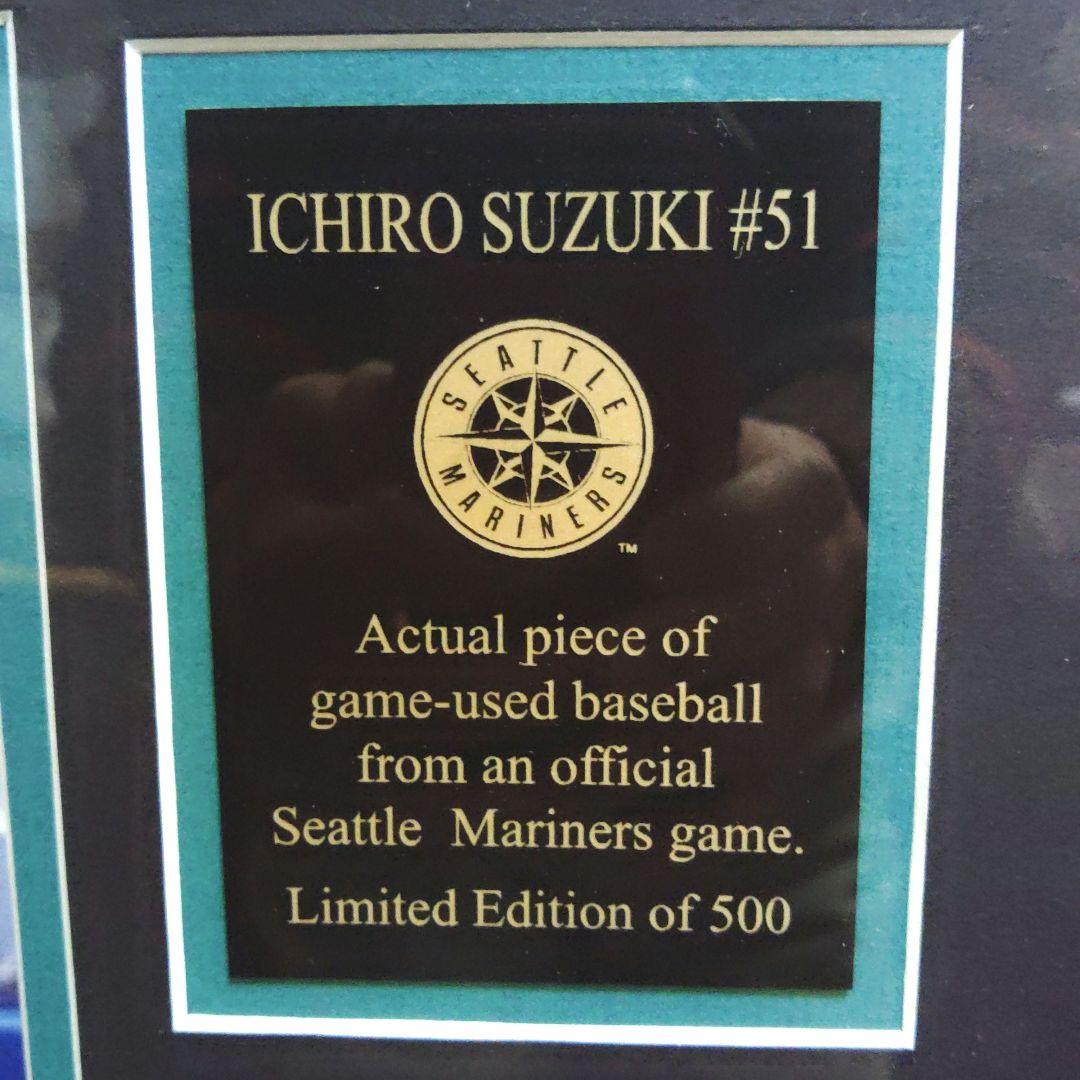 ICHIRO SUZUKI #51
SEATTLE
MARINERS
TM
Actual piece of
game-used baseball
from an official
Seattle Mariners game.
Limited Edition of 500